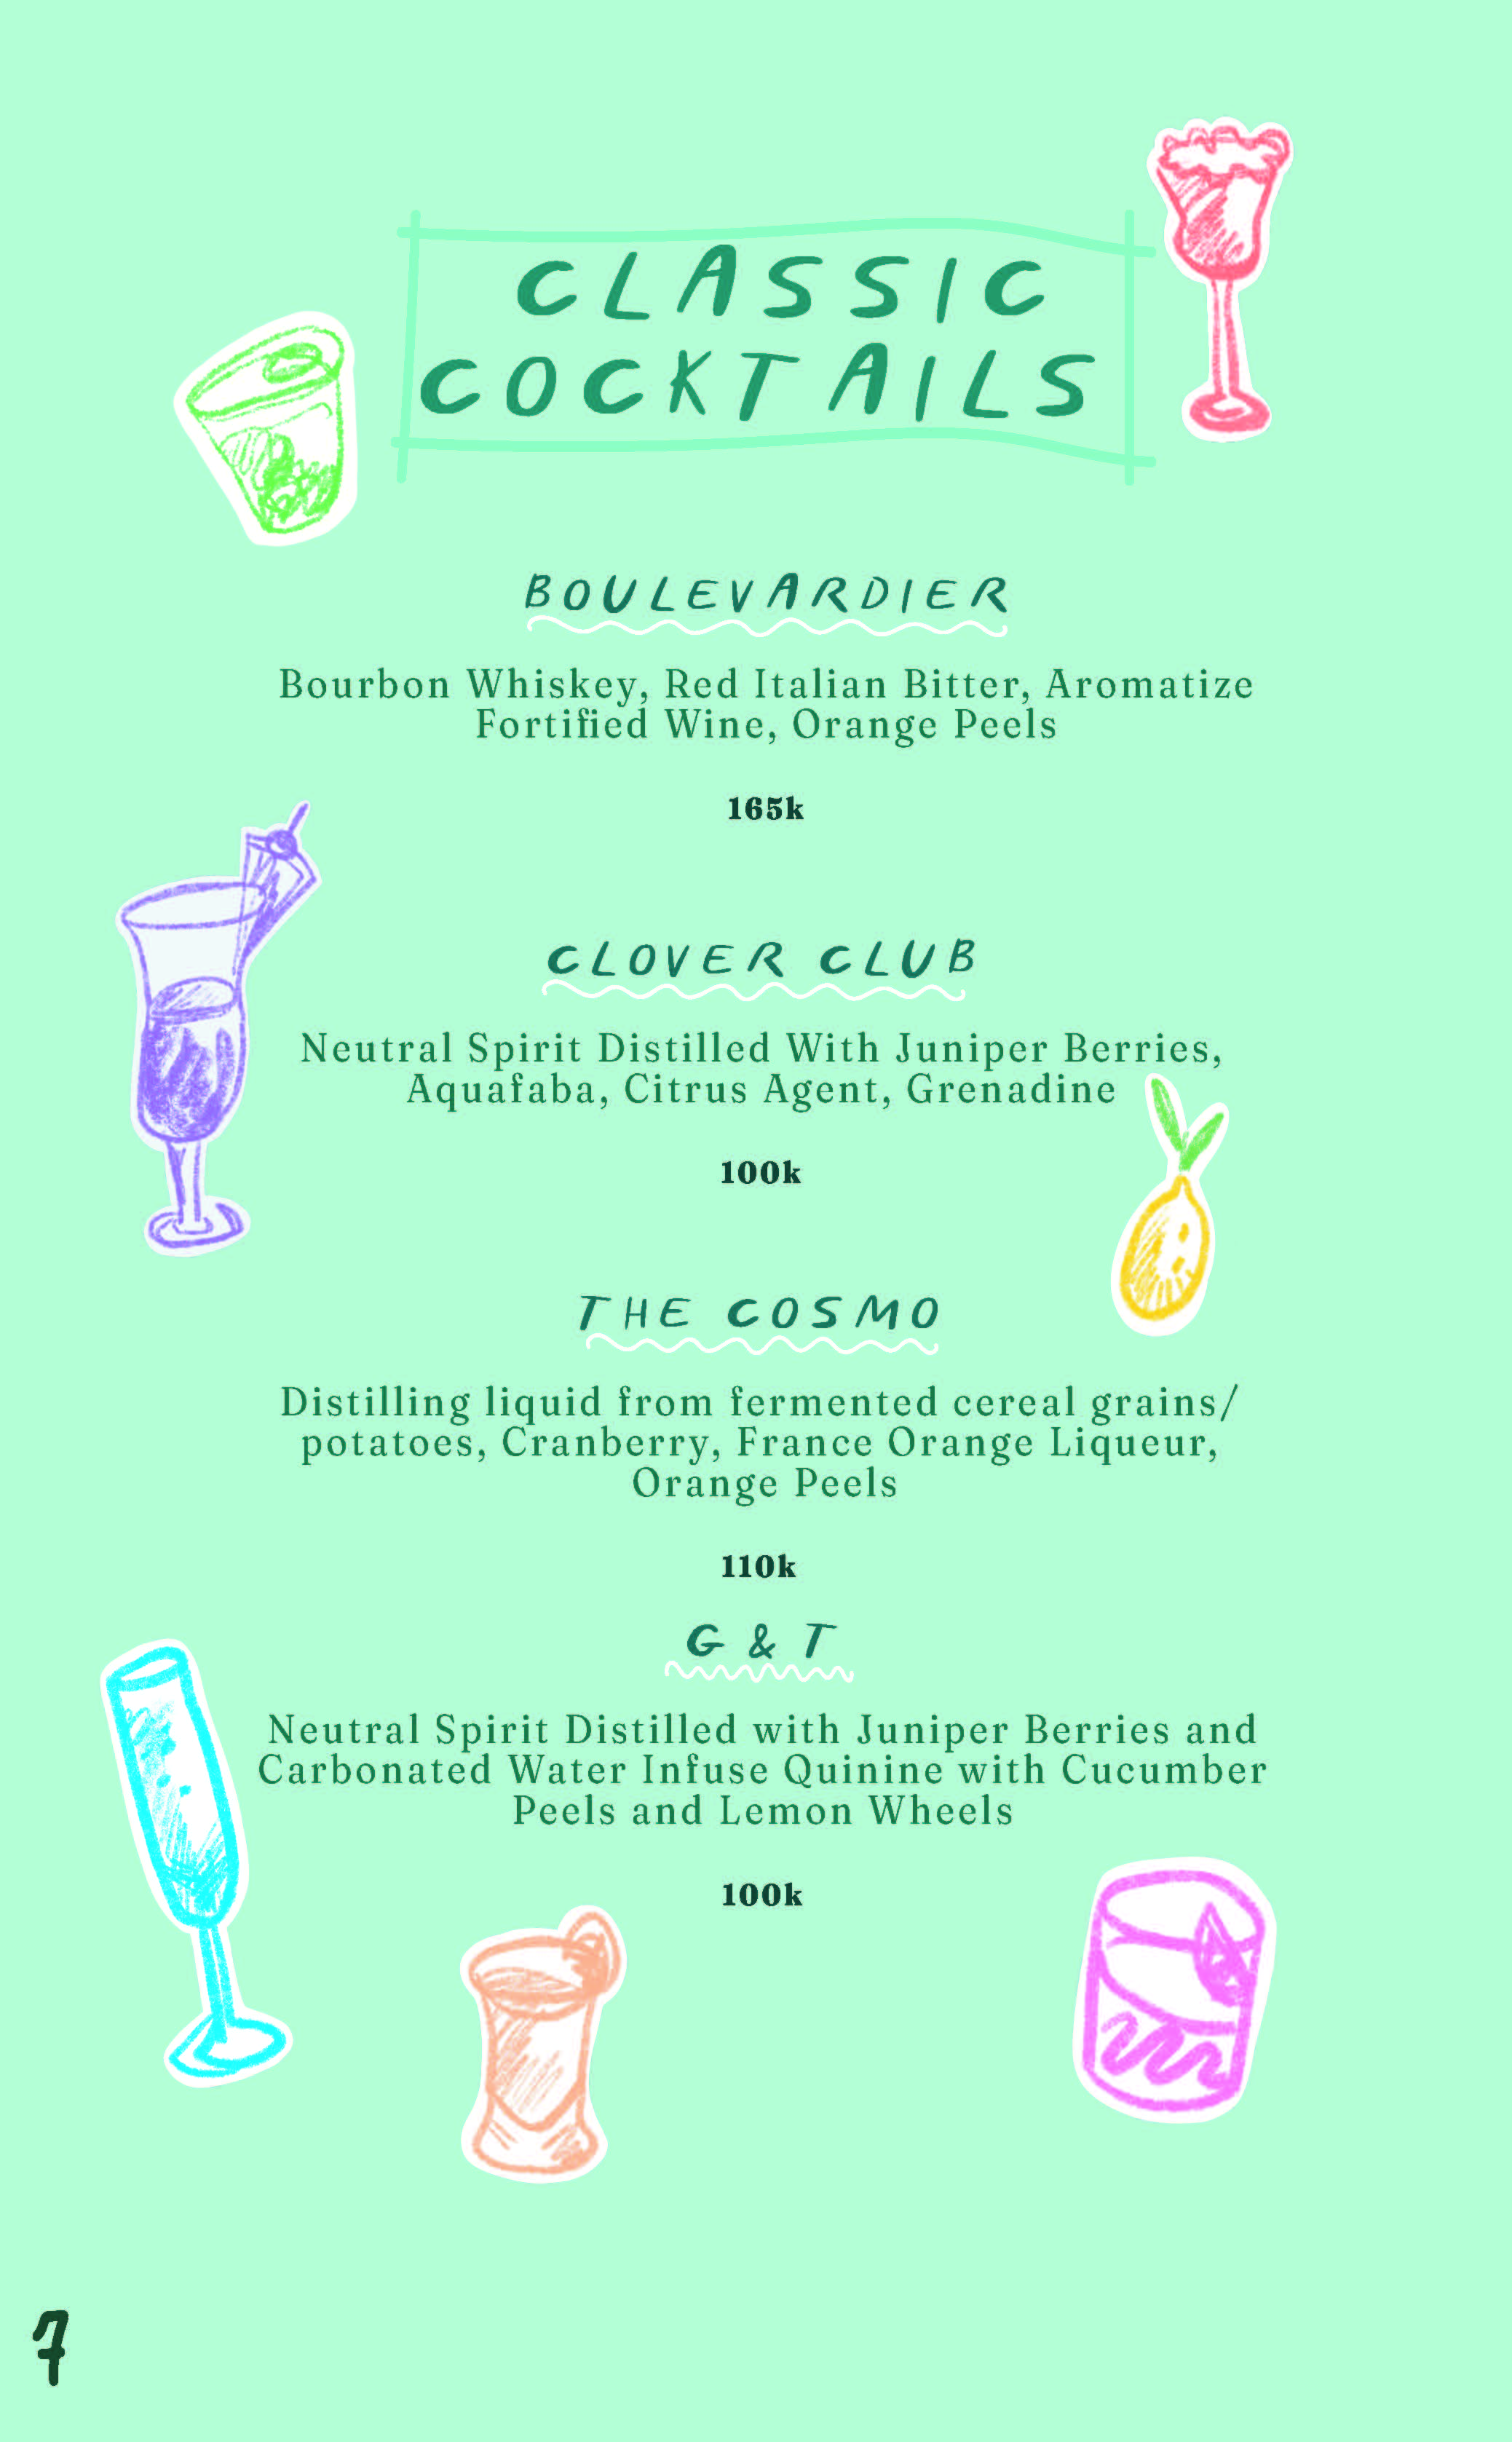 CLASSIC
COCKTAILS
BOULEVARDIER
Bourbon Whiskey, Red Italian Bitter, Aromatize
Fortified Wine, Orange Peels
165k
CLOVER CLUB
Neutral Spirit Distilled With Juniper Berries,
Aquafaba, Citrus Agent, Grenadine
100k
THE COSMO
Distilling liquid from fermented cereal grains/
potatoes, Cranberry, France Orange Liqueur,
Orange Peels
110k
G & T
Neutral Spirit Distilled with Juniper Berries and
Carbonated Water Infuse Quinine with Cucumber
Peels and Lemon Wheels
100k
7